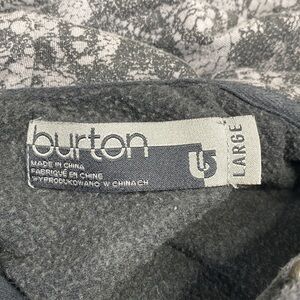 burton
MADE IN CHINA
FABRIQUÉ EN CHINE
WYPRODUKOWANO W CHINACH
LARGE